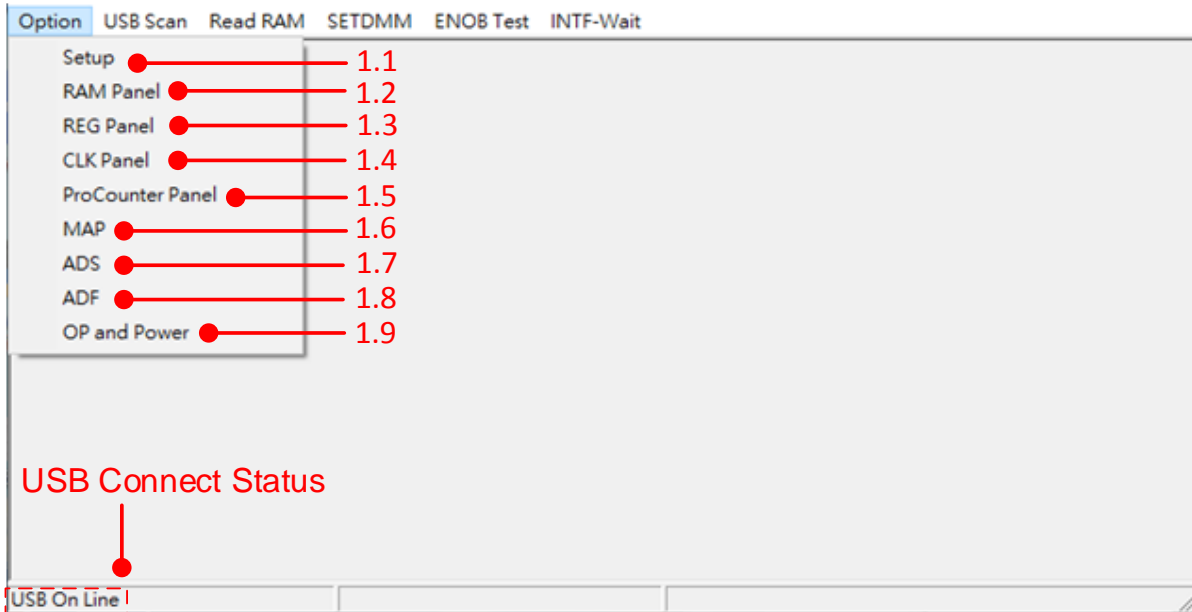 Option USB Scan Read RAM SETDMM ENOB Test INTF-Wait
Setup 1.1
RAM Panel 1.2
REG Panel 1.3
CLK Panel 1.4
ProCounter Panel 1.5
MAP 1.6
ADS 1.7
ADF 1.8
OP and Power 1.9
USB Connect Status
USB On Line